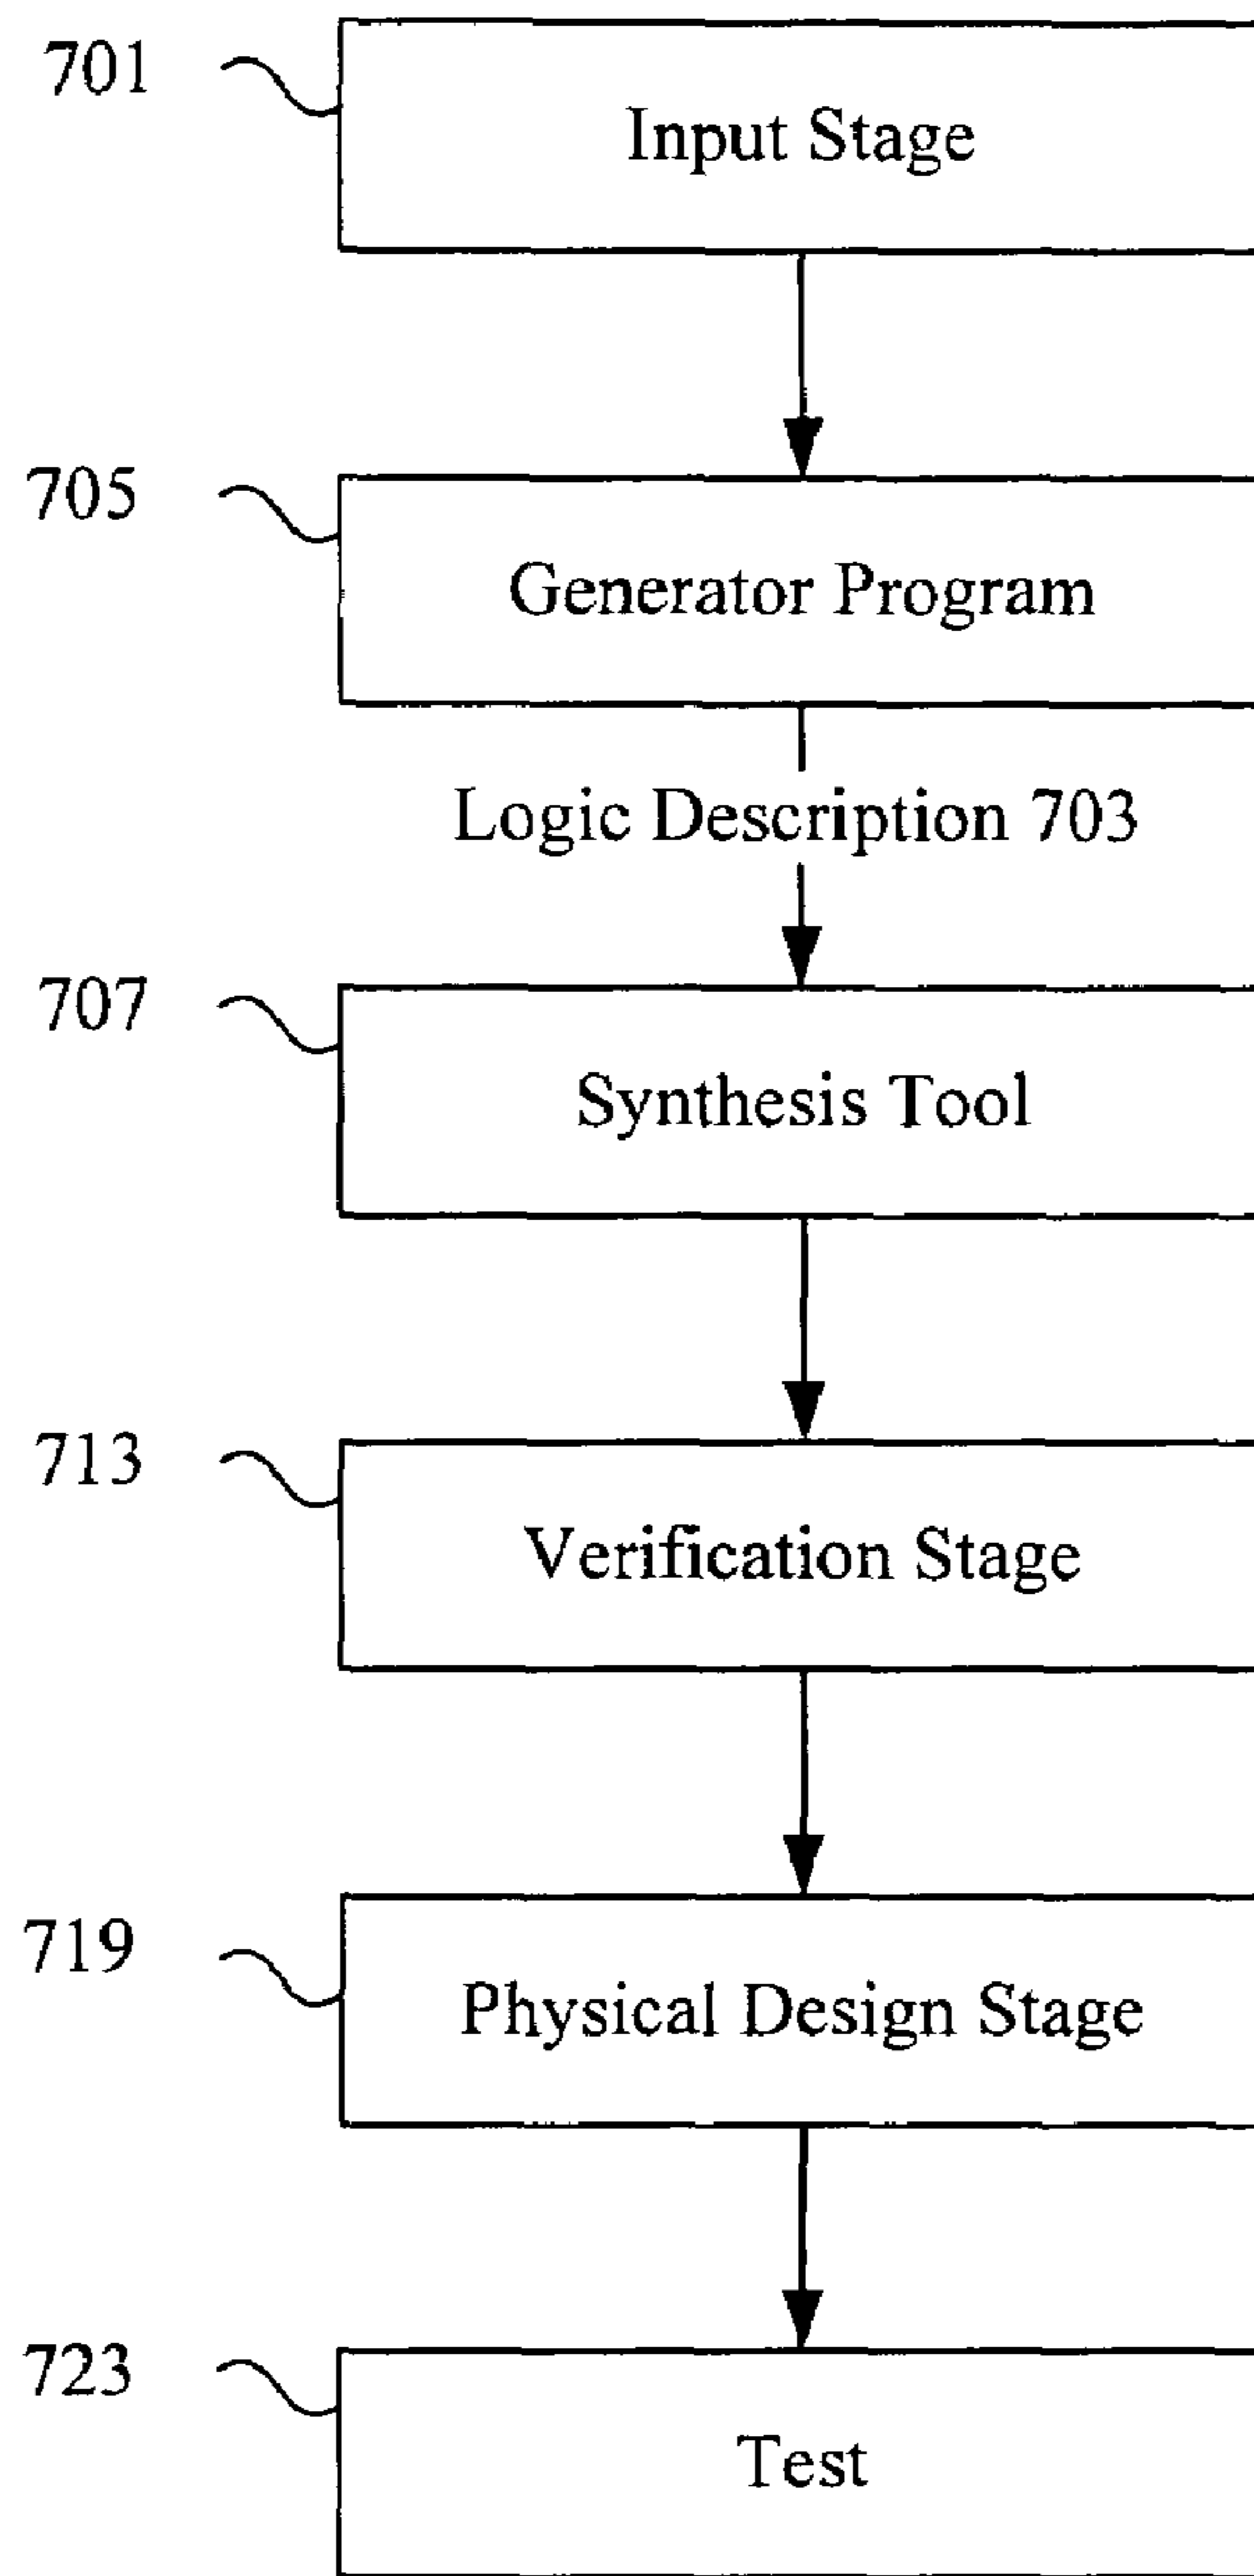 701
Input Stage
705
Generator Program
Logic Description 703
707
Synthesis Tool
713
Verification Stage
719
Physical Design Stage
723
Test